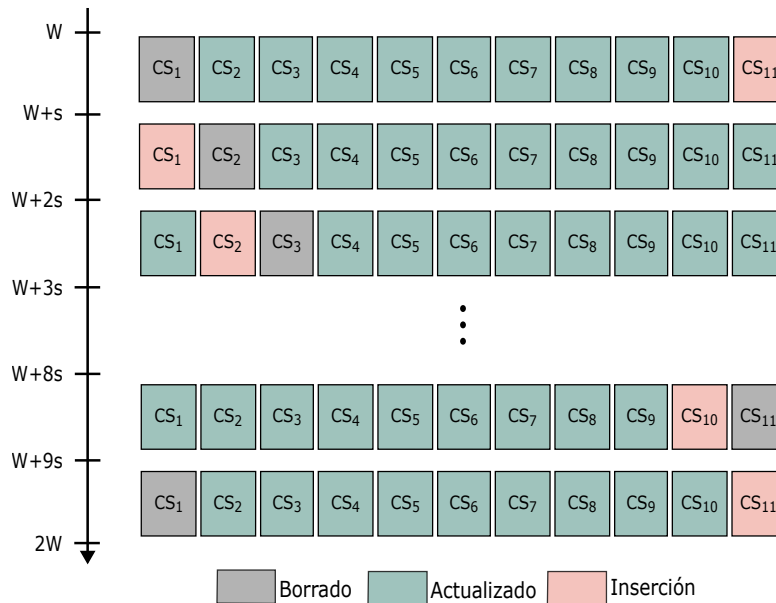 W
CS₁ CS₂ CS₃ CS₄ CS₅ CS₆ CS₇ CS₈ CS₉ CS₁₀ CS₁₁
W+s
CS₁ CS₂ CS₃ CS₄ CS₅ CS₆ CS₇ CS₈ CS₉ CS₁₀ CS₁₁
W+2s
CS₁ CS₂ CS₃ CS₄ CS₅ CS₆ CS₇ CS₈ CS₉ CS₁₀ CS₁₁
W+3s
W+8s
CS₁ CS₂ CS₃ CS₄ CS₅ CS₆ CS₇ CS₈ CS₉ CS₁₀ CS₁₁
W+9s
CS₁ CS₂ CS₃ CS₄ CS₅ CS₆ CS₇ CS₈ CS₉ CS₁₀ CS₁₁
2W
Borrado Actualizado Inserción